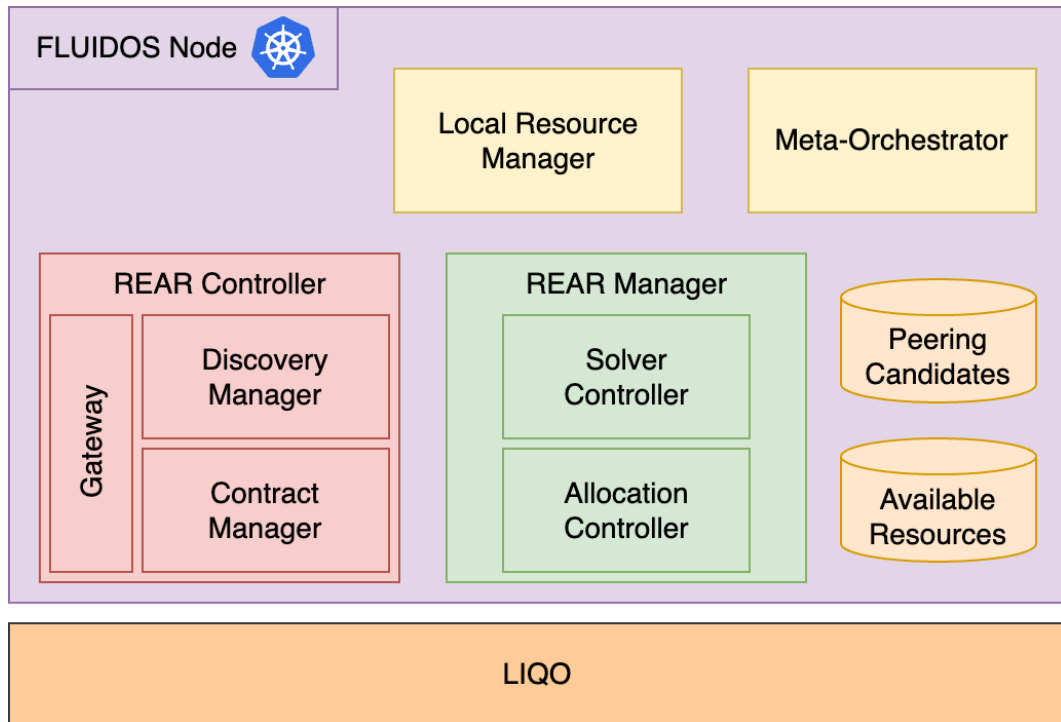 FLUIDOS Node
Local Resource
Manager
Meta-Orchestrator
REAR Controller
Gateway
Discovery
Manager
Contract
Manager
REAR Manager
Solver
Controller
Allocation
Controller
Peering
Candidates
Available
Resources
LIQO